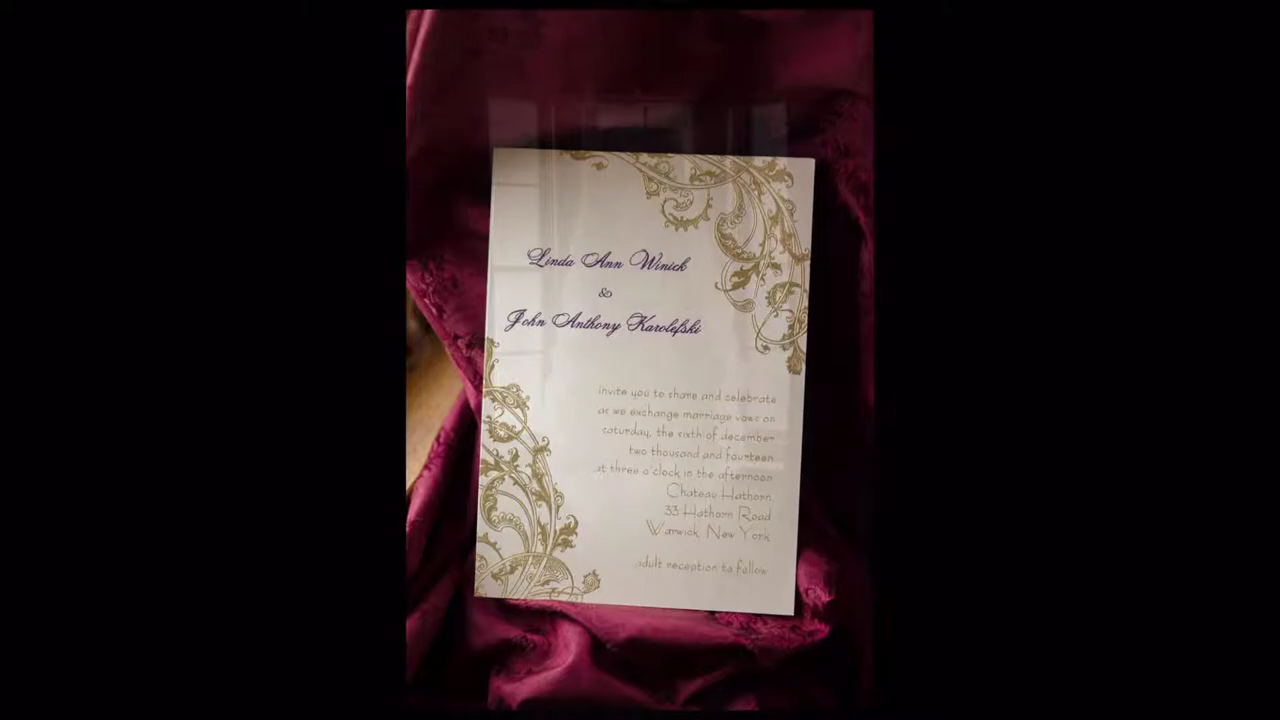 Linda Ann Winick
&
John Anthony Karolefski
invite you to share and celebrate
as we exchange marriage vows on
saturday, the sixth of december
two thousand and fourteen
at three o'clock in the afternoon
Chateau Hathorn
33 Hathorn Road
Warwick, New York
adult reception to follow